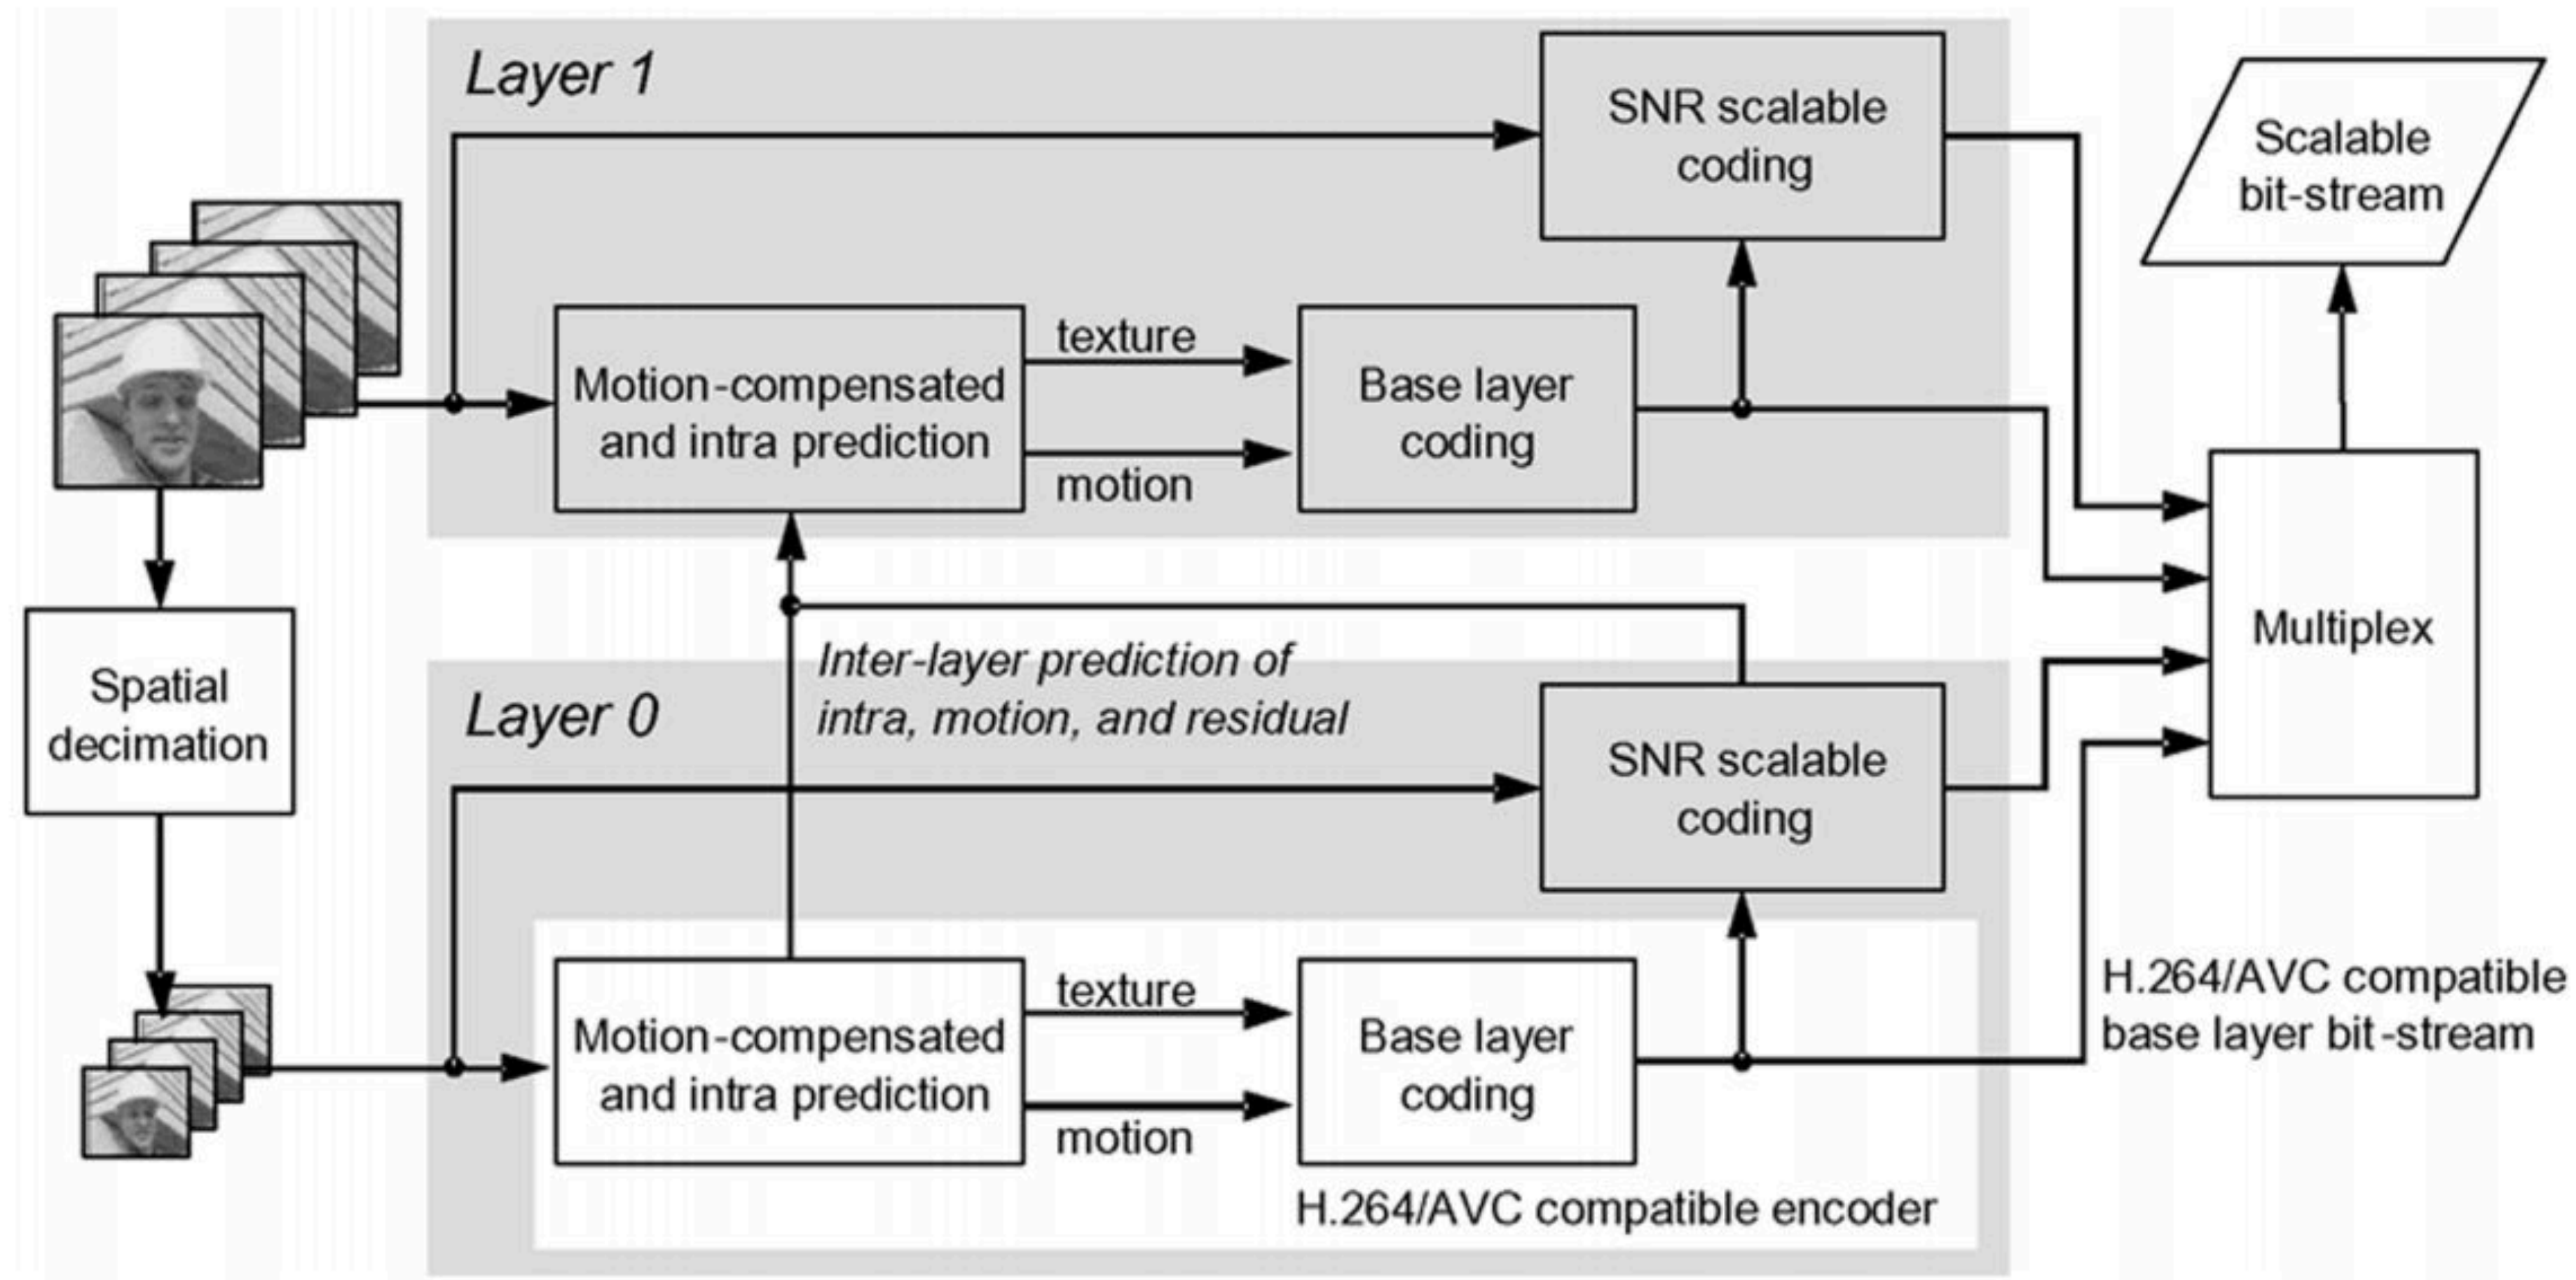 Layer 1
SNR scalable
coding
Scalable
bit-stream
texture
Motion-compensated
and intra prediction
motion
Base layer
coding
Multiplex
Spatial
decimation
Inter-layer prediction of
intra, motion, and residual
Layer 0
SNR scalable
coding
texture
Motion-compensated
and intra prediction
motion
Base layer
coding
H.264/AVC compatible
base layer bit-stream
H.264/AVC compatible encoder